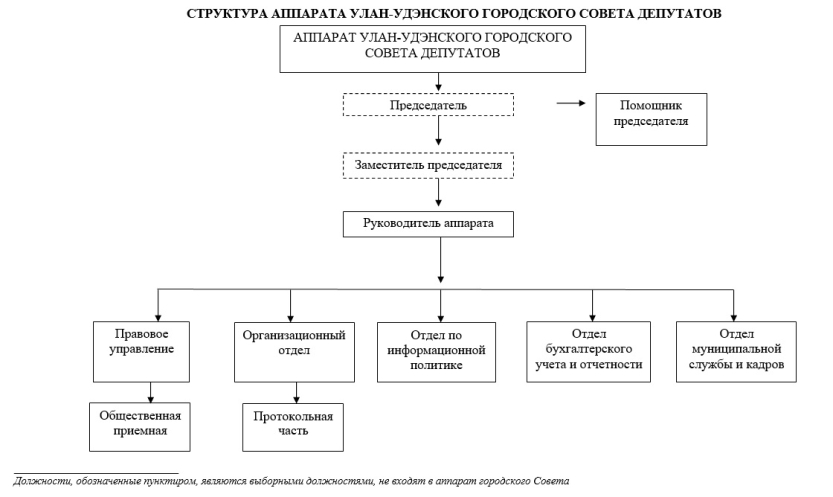 СТРУКТУРА АППАРАТА УЛАН-УДЭНСКОГО ГОРОДСКОГО СОВЕТА ДЕПУТАТОВ
АППАРАТ УЛАН-УДЭНСКОГО ГОРОДСКОГО
СОВЕТА ДЕПУТАТОВ
Председатель
Помощник
председателя
Заместитель председателя
Руководитель аппарата
Правовое
управление
Организационный
отдел
Отдел по
информационной
политике
Отдел
бухгалтерского
учета и отчетности
Отдел
муниципальной
службы и кадров
Общественная
приемная
Протокольная
часть
Должности, обозначенные пунктиром, являются выборными должностями, не входят в аппарат городского Совета